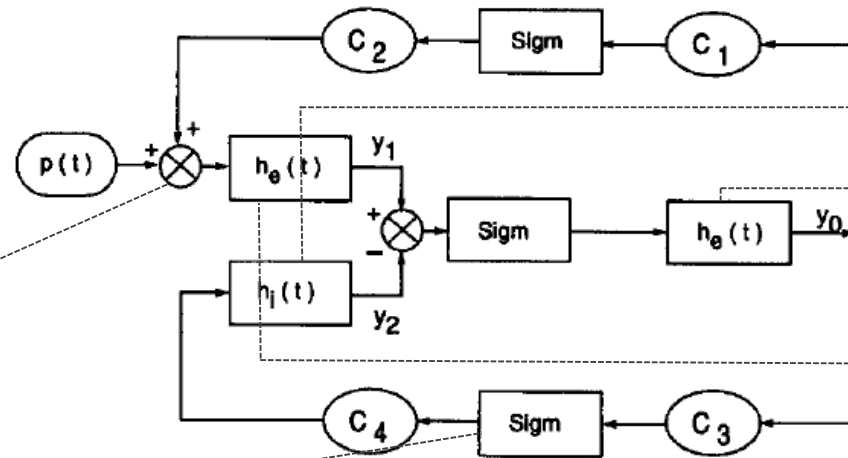 C2
Sigm
C1
+
+
p(t)
he(t)
y1
+
−
Sigm
he(t)
y0
hi(t)
y2
C4
Sigm
C3